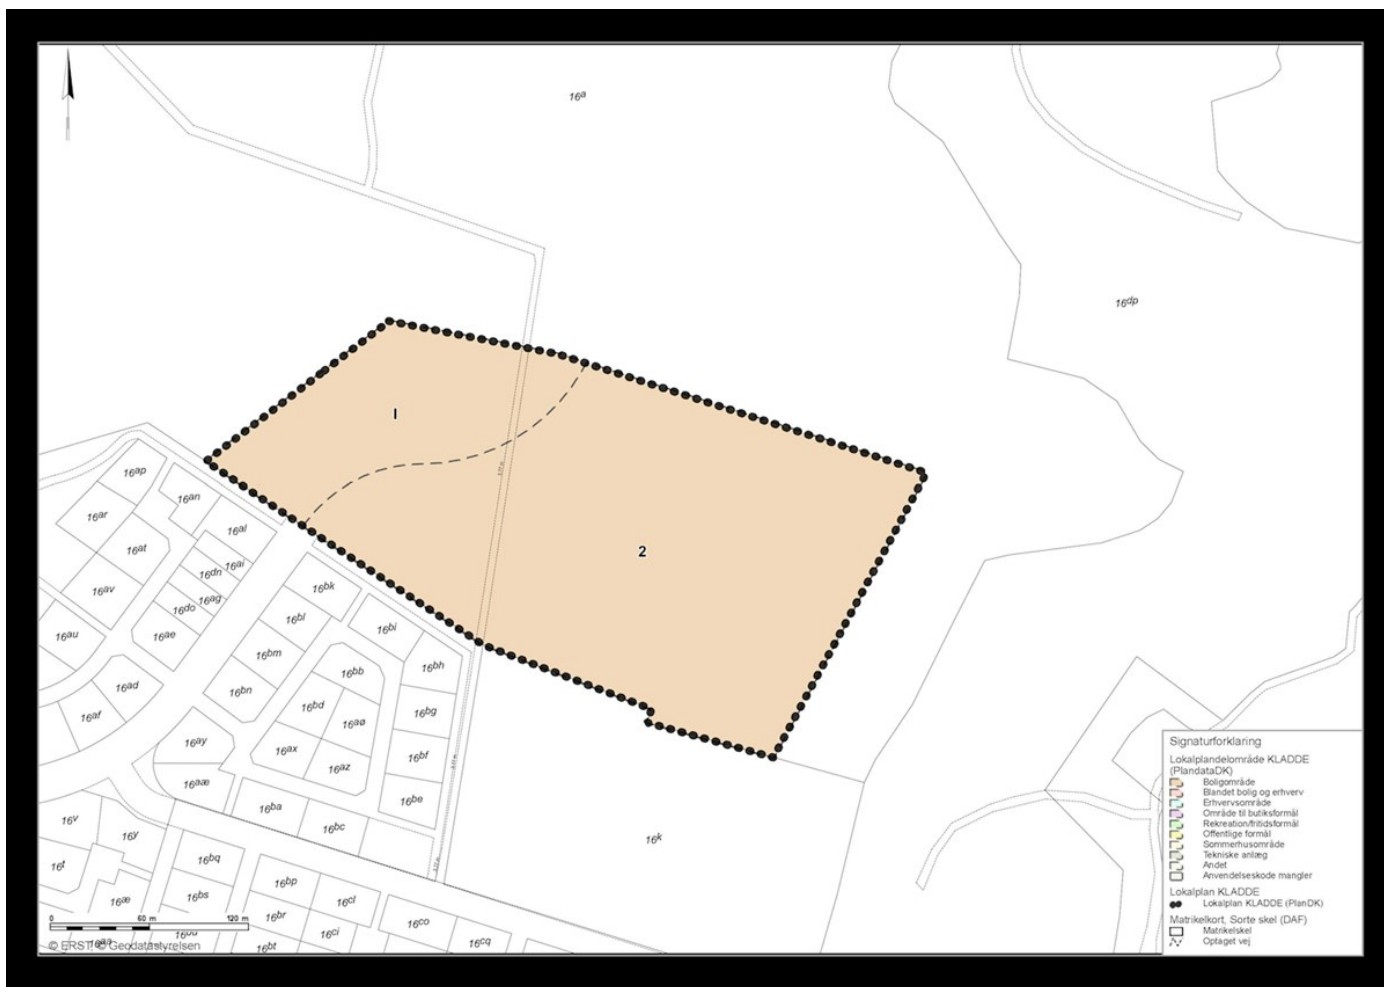 16a
16dp
I
2
16ap
16an
16ar
16al
16at
16dn
16ai
16av
16do
16ag
16bk
16au
16ae
16bl
16bi
16bm
16bb
16bh
16ad
16bn
16bd
16aø
16bg
16af
16ay
16ax
16az
16bf
16aæ
16ba
16be
16v
16y
16bc
16k
16t
16bq
16bp
16cl
16æ
16bs
16br
16co
16ci
16cq
16bt
0 60 m 120 m
© ERST, © Geodatastyrelsen
Signaturforklaring
Lokalplandelområde KLADDE
(PlandataDK)
Boligområde
Blandet bolig og erhverv
Erhvervsområde
Område til butiksformål
Rekreation/fritidsformål
Offentlige formål
Sommerhusområde
Tekniske anlæg
Andet
Anvendelseskode mangler
Lokalplan KLADDE
Lokalplan KLADDE (PlanDK)
Matrikelkort, Sorte skel (DAF)
Matrikelskel
Optaget vej